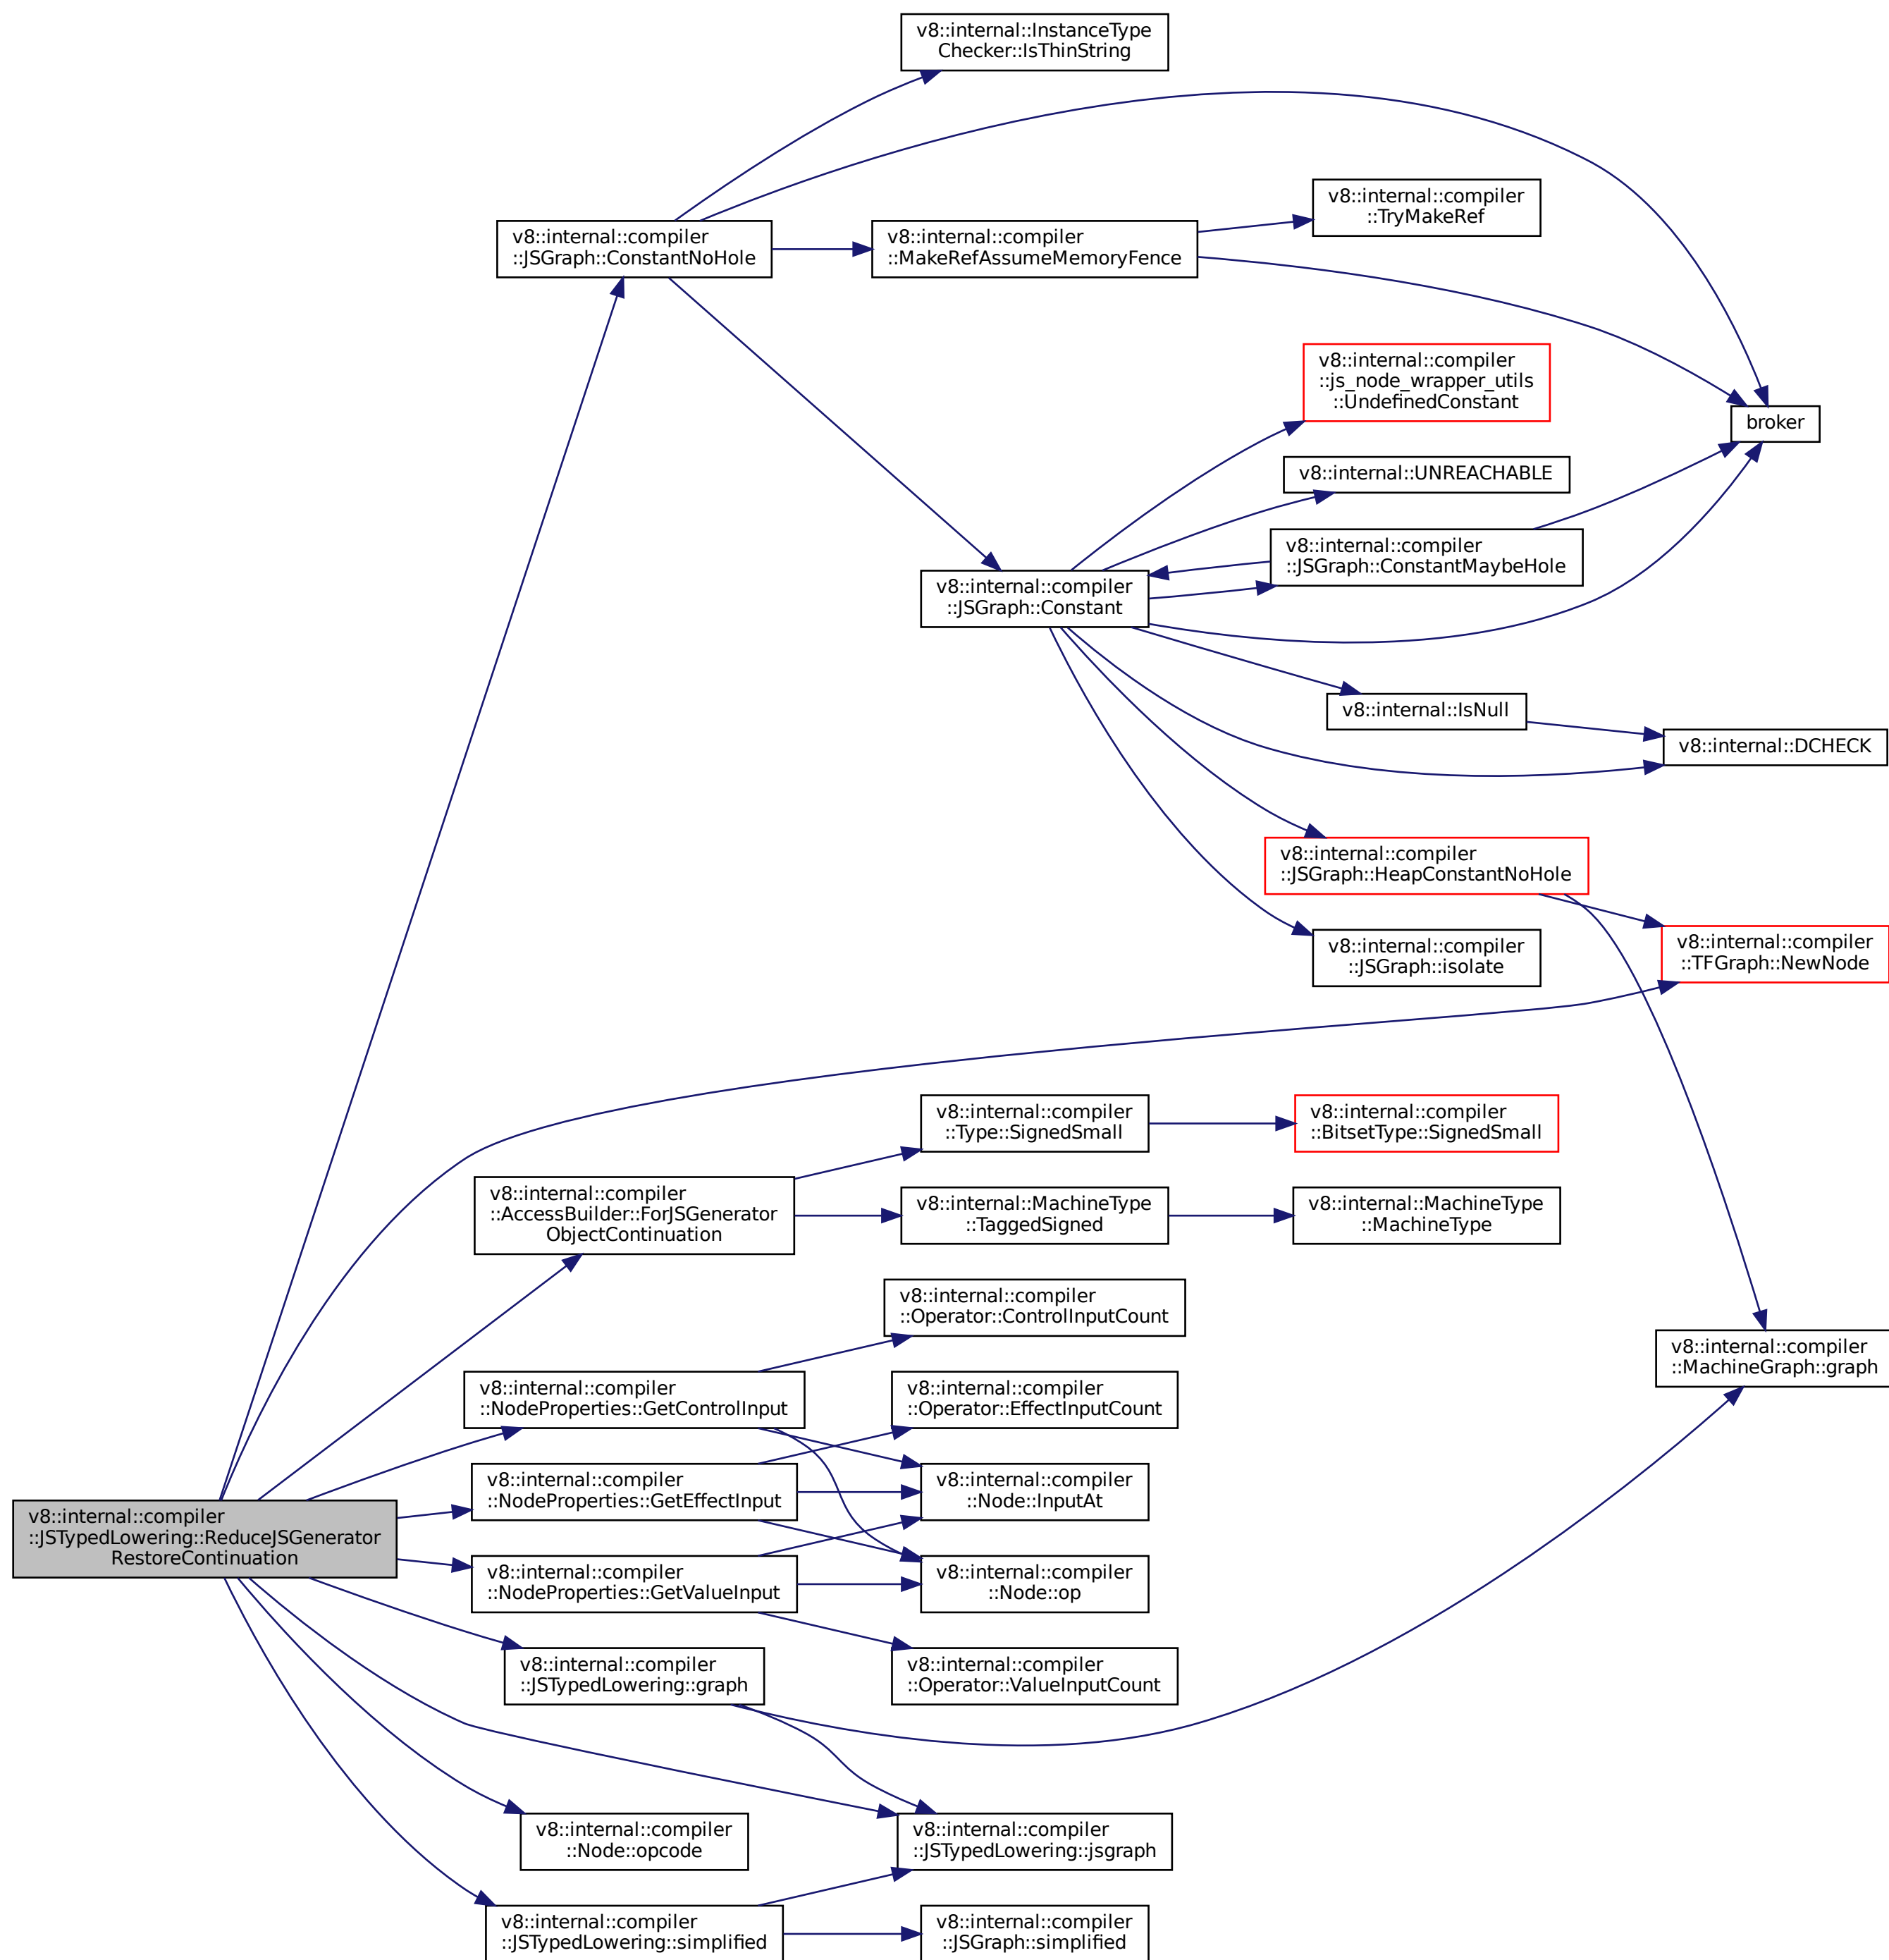 v8::internal::InstanceType
Checker::IsThinString
v8::internal::compiler
::TryMakeRef
v8::internal::compiler
::JSGraph::ConstantNoHole
v8::internal::compiler
::MakeRefAssumeMemoryFence
v8::internal::compiler
::js_node_wrapper_utils
::UndefinedConstant
broker
v8::internal::UNREACHABLE
v8::internal::compiler
::JSGraph::ConstantMaybeHole
v8::internal::compiler
::JSGraph::Constant
v8::internal::IsNull
v8::internal::DCHECK
v8::internal::compiler
::JSGraph::HeapConstantNoHole
v8::internal::compiler
::JSGraph::isolate
v8::internal::compiler
::TFGraph::NewNode
v8::internal::compiler
::Type::SignedSmall
v8::internal::compiler
::BitsetType::SignedSmall
v8::internal::compiler
::AccessBuilder::ForJSGenerator
ObjectContinuation
v8::internal::MachineType
::TaggedSigned
v8::internal::MachineType
::MachineType
v8::internal::compiler
::Operator::ControlInputCount
v8::internal::compiler
::MachineGraph::graph
v8::internal::compiler
::NodeProperties::GetControlInput
v8::internal::compiler
::Operator::EffectInputCount
v8::internal::compiler
::NodeProperties::GetEffectInput
v8::internal::compiler
::Node::InputAt
v8::internal::compiler
::JSTypedLowering::ReduceJSGenerator
RestoreContinuation
v8::internal::compiler
::NodeProperties::GetValueInput
v8::internal::compiler
::Node::op
v8::internal::compiler
::JSTypedLowering::graph
v8::internal::compiler
::Operator::ValueInputCount
v8::internal::compiler
::Node::opcode
v8::internal::compiler
::JSTypedLowering::jsgraph
v8::internal::compiler
::JSTypedLowering::simplified
v8::internal::compiler
::JSGraph::simplified